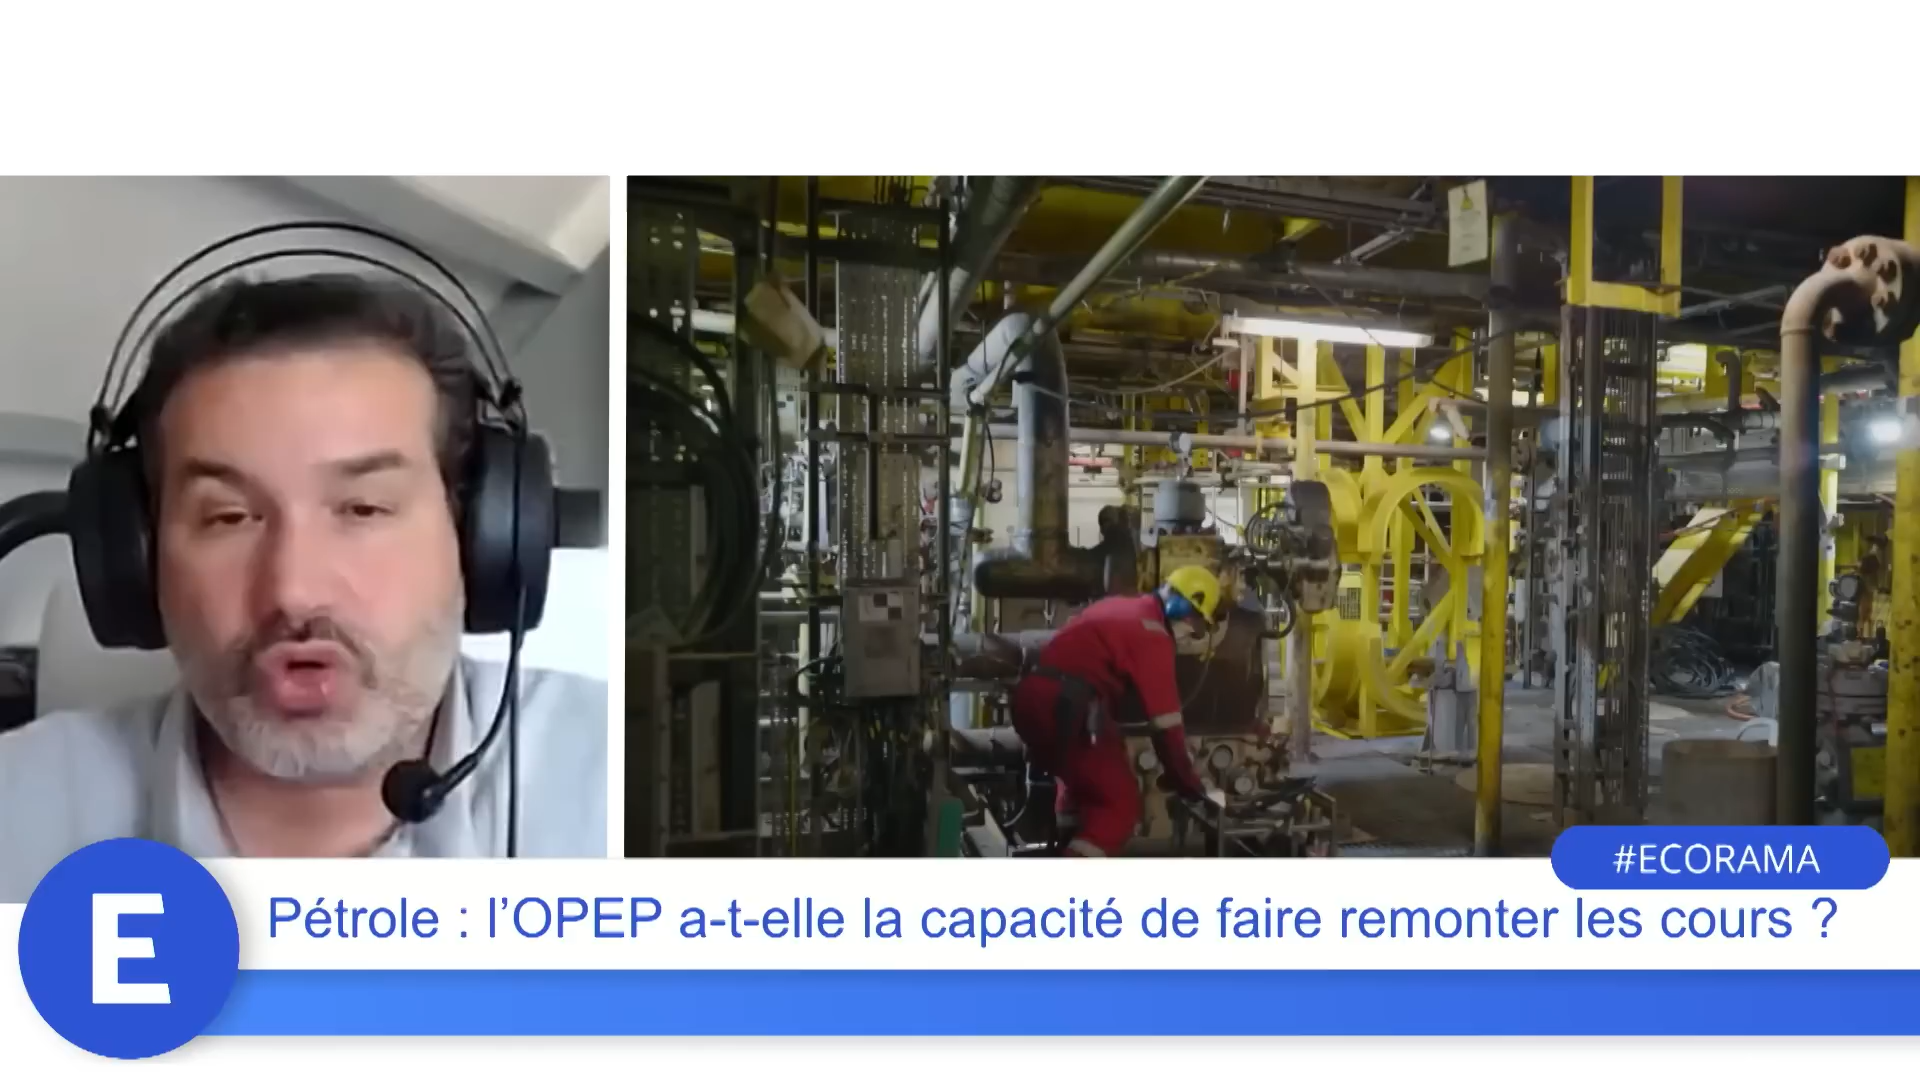 #ECORAMA
E
Pétrole : l’OPEP a-t-elle la capacité de faire remonter les cours ?